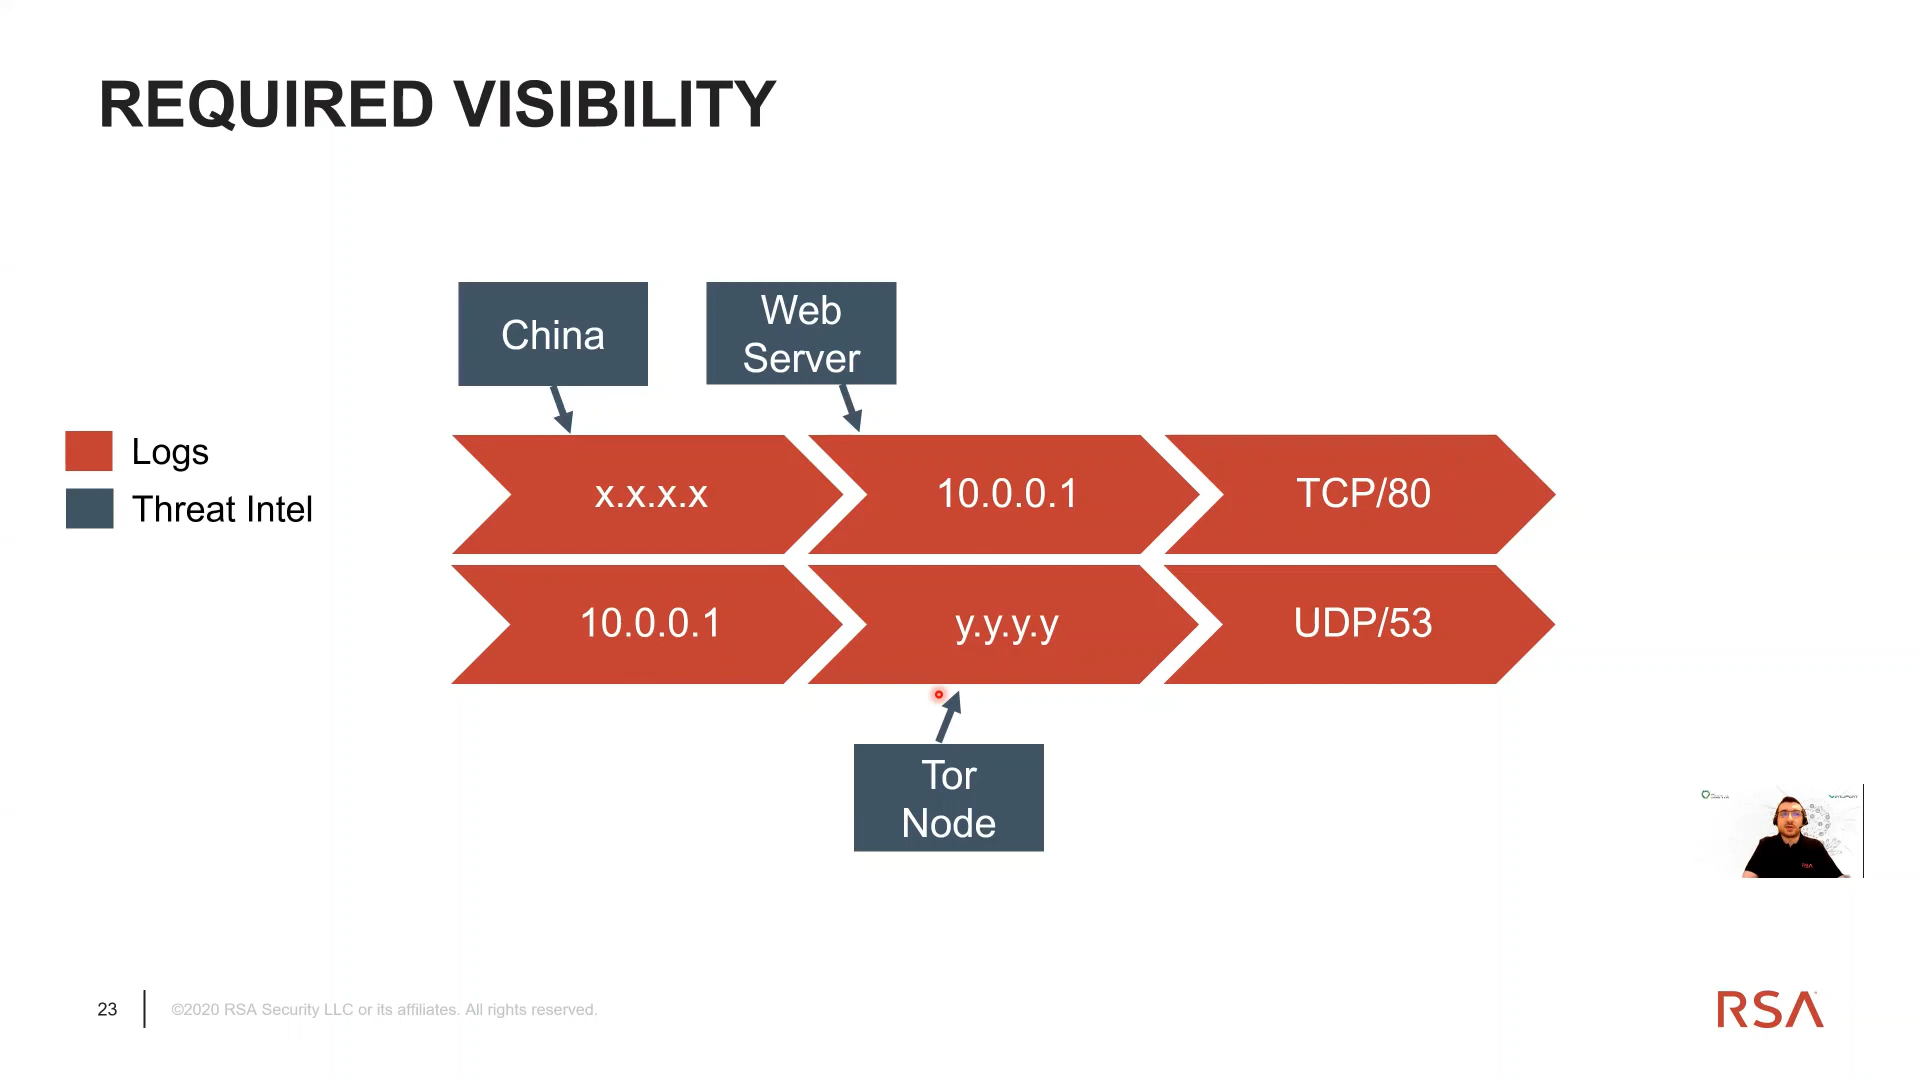 REQUIRED VISIBILITY
China
Web
Server
Logs
Threat Intel
x.x.x.x
10.0.0.1
TCP/80
10.0.0.1
y.y.y.y
UDP/53
Tor
Node
RSA
23
©2020 RSA Security LLC or its affiliates. All rights reserved.
RSA